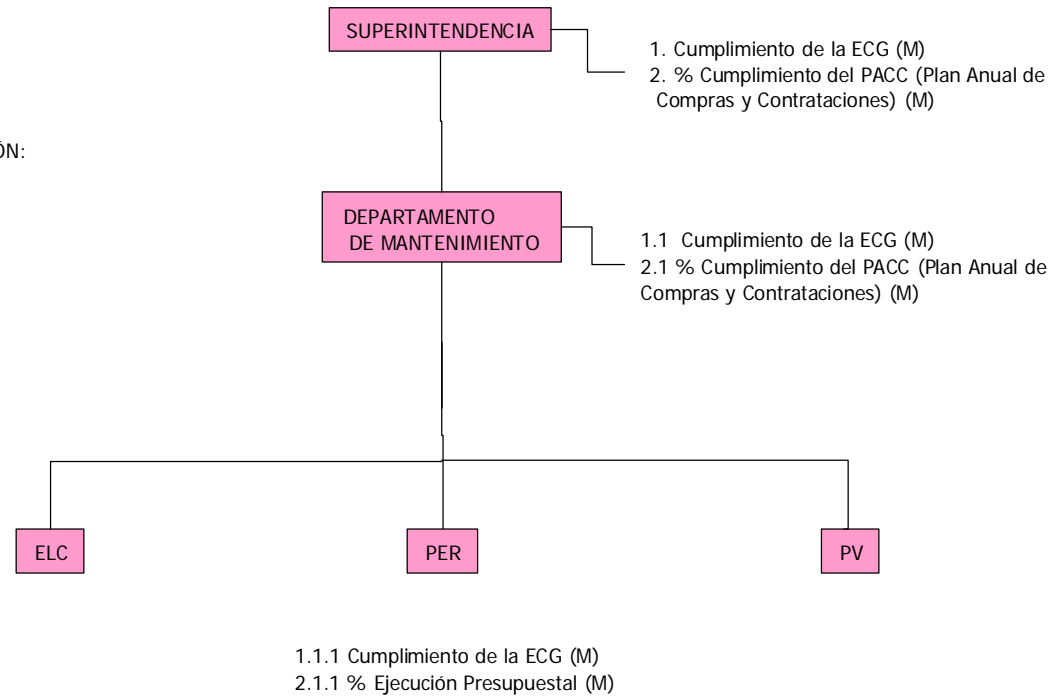 SUPERINTENDENCIA
1. Cumplimiento de la ECG (M)
2. % Cumplimiento del PACC (Plan Anual de
Compras y Contrataciones) (M)
ÓN:
DEPARTAMENTO
DE MANTENIMIENTO
1.1 Cumplimiento de la ECG (M)
2.1 % Cumplimiento del PACC (Plan Anual de
Compras y Contrataciones) (M)
ELC
PER
PV
1.1.1 Cumplimiento de la ECG (M)
2.1.1 % Ejecución Presupuestal (M)